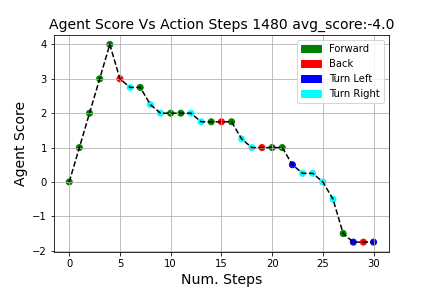 Agent Score Vs Action Steps 1480 avg_score:-4.0
Agent Score
4
3
2
1
0
−1
−2
Forward
Back
Turn Left
Turn Right
0 5 10 15 20 25 30
Num. Steps